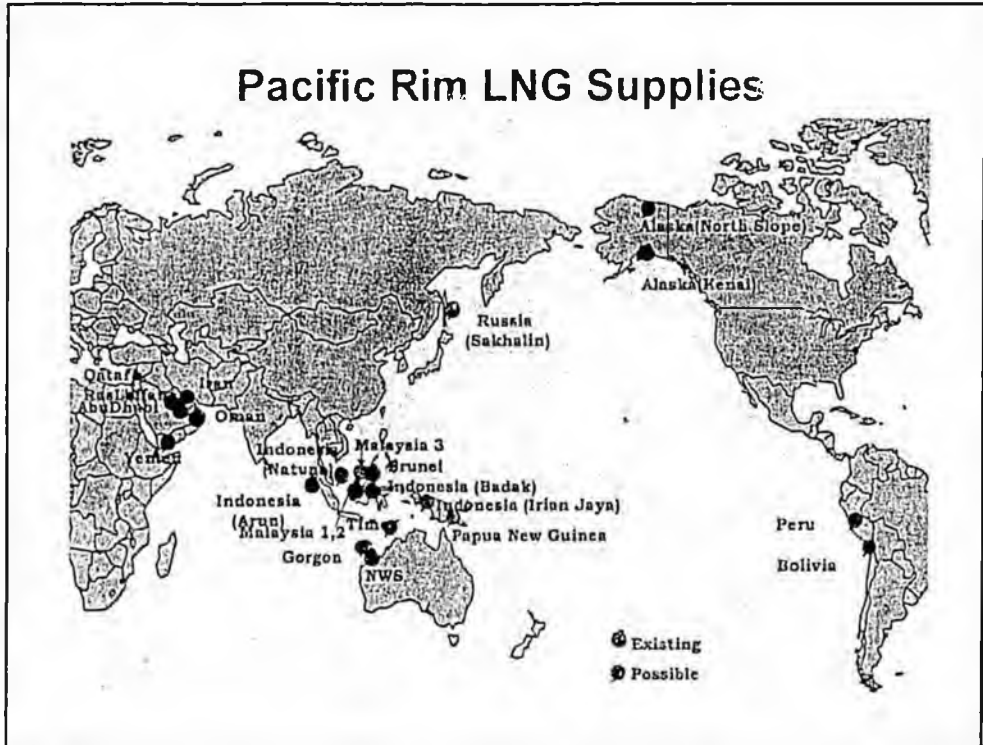 Pacific Rim LNG Supplies
Alaska(North Slope)
Alaska(Kenai)
Russia
(Sakhalin)
Qatar
Iran
Oman
Yemen
Indonesia
(Natuna)
Malaysia 3
Brunei
Indonesia (Badak)
Indonesia
(Arun)
Indonesia (Irian Jaya)
Malaysia 1,2
Papua New Guinea
Gorgon
NWS
Peru
Bolivia
Existing
Possible